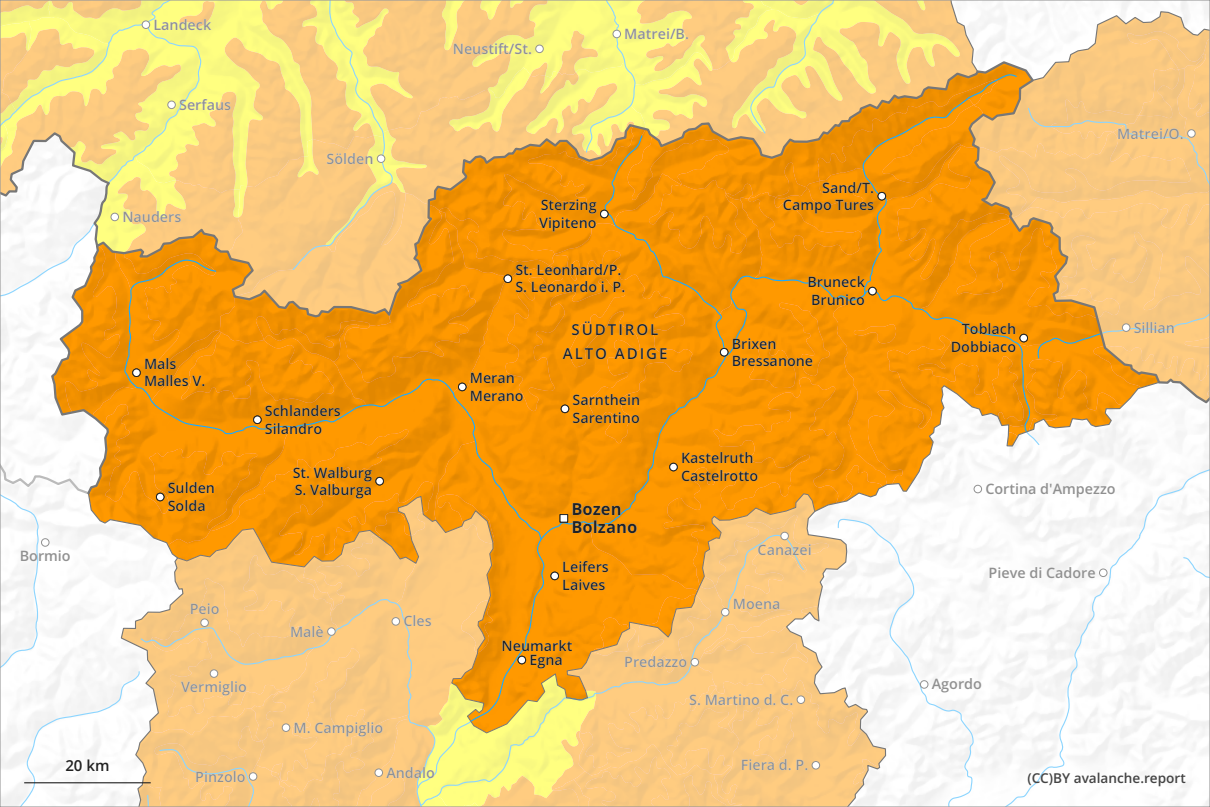 Landeck
Neustift/St.
Matrei/B.
Serfaus
Matrei/O.
Sölden
Sand/T.
Campo Tures
Sterzing
Vipiteno
Nauders
St. Leonhard/P.
S. Leonardo i. P.
Bruneck
Brunico
SÜDTIROL
ALTO ADIGE
Toblach
Dobbiaco
Sillian
Brixen
Bressanone
Mals
Malles V.
Meran
Merano
Sarnthein
Sarentino
Schlanders
Silandro
Kastelruth
Castelrotto
St. Walburg
S. Valburga
Sulden
Solda
Cortina d'Ampezzo
Bozen
Bolzano
Bormio
Canazei
Leifers
Laives
Pieve di Cadore
Peio
Moena
Malè
Cles
Neumarkt
Egna
Predazzo
Vermiglio
Agordo
S. Martino d. C.
M. Campiglio
20 km
Pinzolo
Andalo
Fiera d. P.
(CC)BY avalanche.report